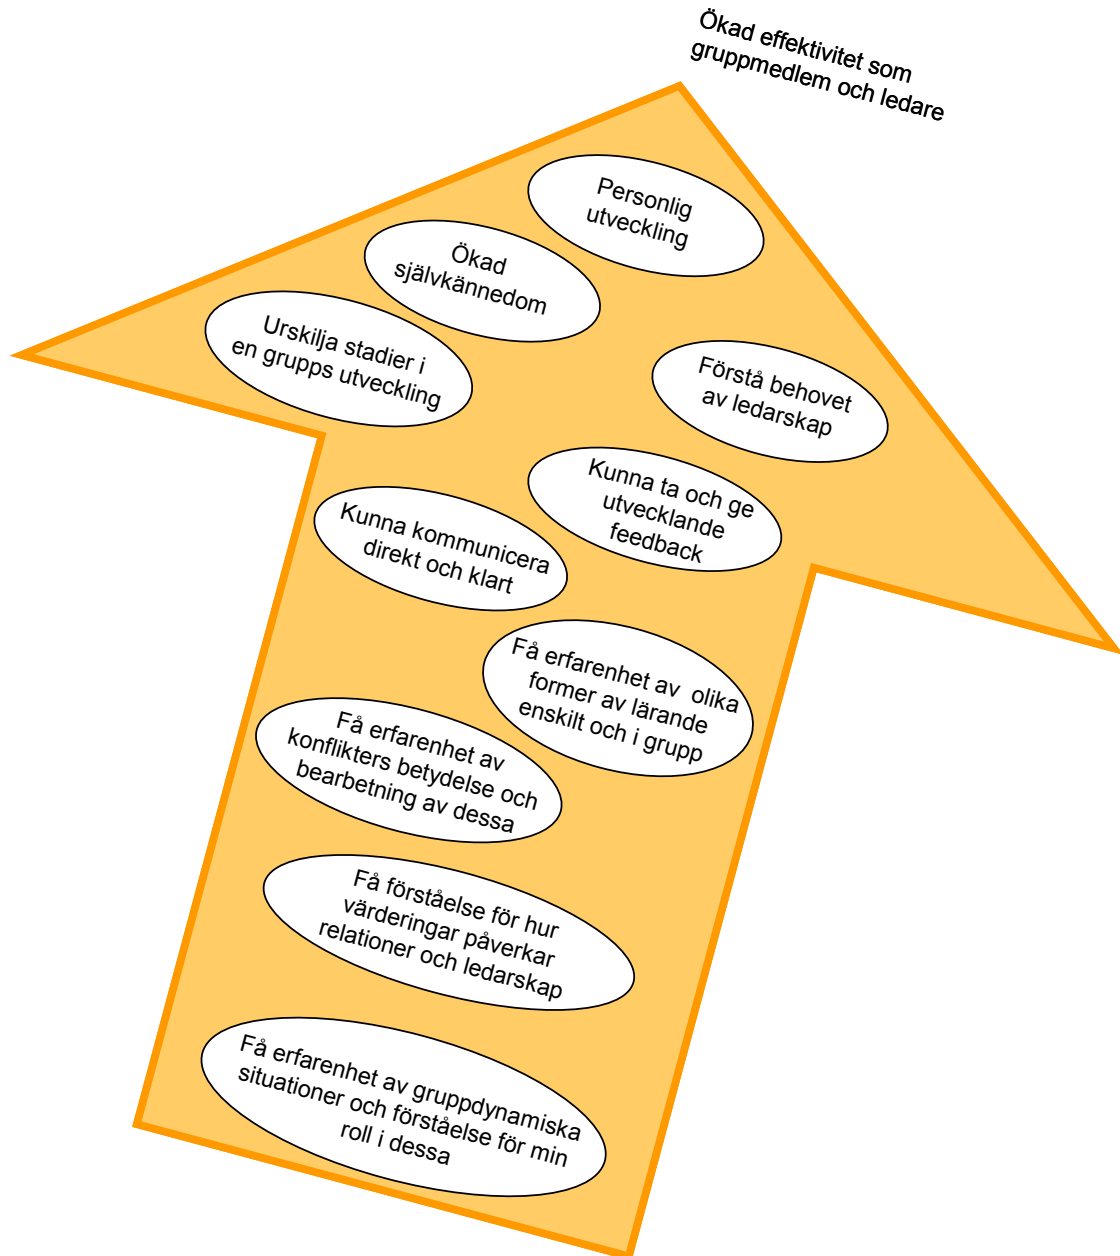 Ökad effektivitet som
gruppmedlem och ledare
Personlig
utveckling
Ökad
självkännedom
Urskilja stadier i
en grupps utveckling
Förstå behovet
av ledarskap
Kunna ta och ge
utvecklande
feedback
Kunna kommunicera
direkt och klart
Få erfarenhet av olika
former av lärande
enskilt och i grupp
Få erfarenhet av
konflikters betydelse och
bearbetning av dessa
Få förståelse för hur
värderingar påverkar
relationer och ledarskap
Få erfarenhet av gruppdynamiska
situationer och förståelse för min
roll i dessa